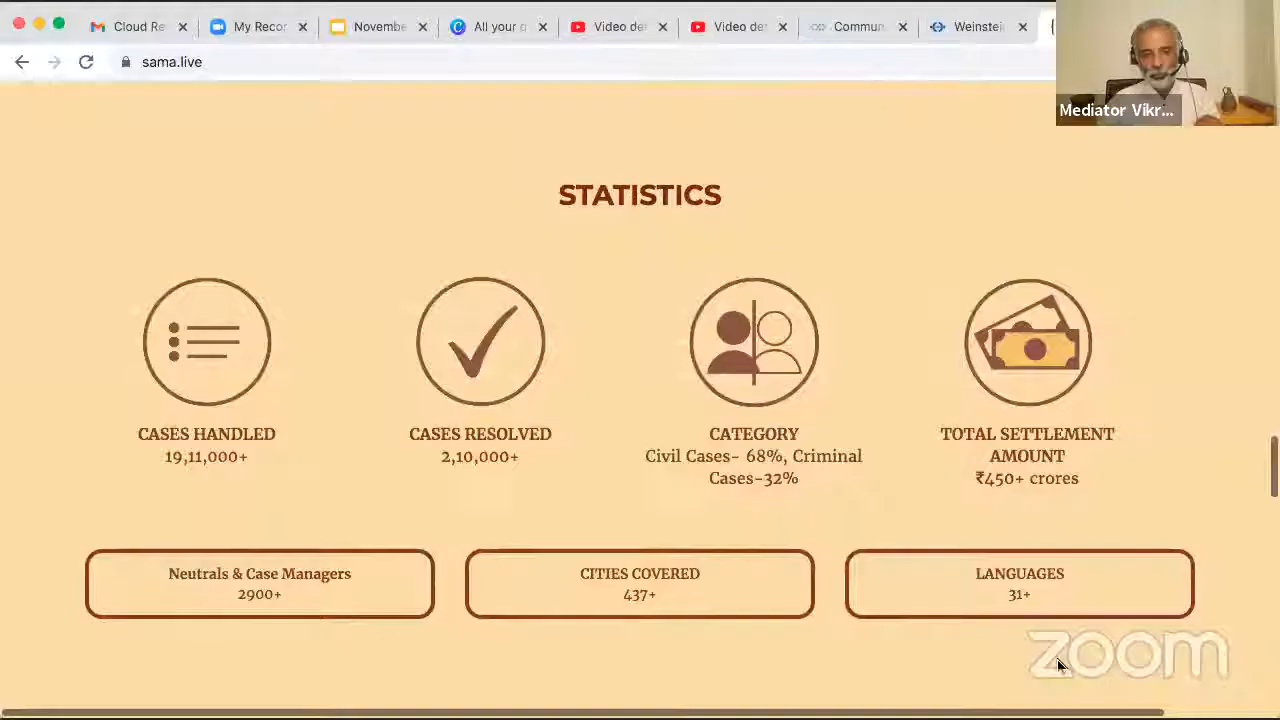 Cloud Re
My Recor
Novembe
All your d
Video de
Video de
Commun
Weinstei
sama.live
Mediator Vikr...
STATISTICS
CASES HANDLED
19,11,000+
CASES RESOLVED
2,10,000+
CATEGORY
Civil Cases- 68%, Criminal
Cases-32%
TOTAL SETTLEMENT
AMOUNT
₹450+ crores
Neutrals & Case Managers
2900+
CITIES COVERED
437+
LANGUAGES
31+
zoom